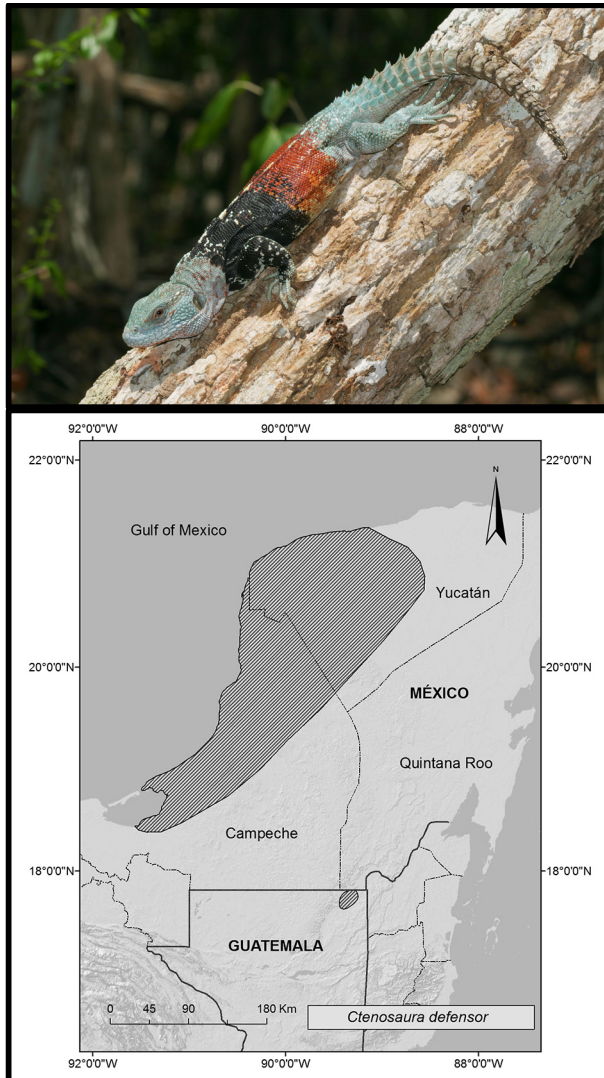 92°0'0"W 90°0'0"W 88°0'0"W
22°0'0"N 22°0'0"N
N
Gulf of Mexico
Yucatán
20°0'0"N 20°0'0"N
MÉXICO
Quintana Roo
Campeche
18°0'0"N 18°0'0"N
GUATEMALA
0 45 90 180 Km
Ctenosaura defensor
92°0'0"W 90°0'0"W 88°0'0"W